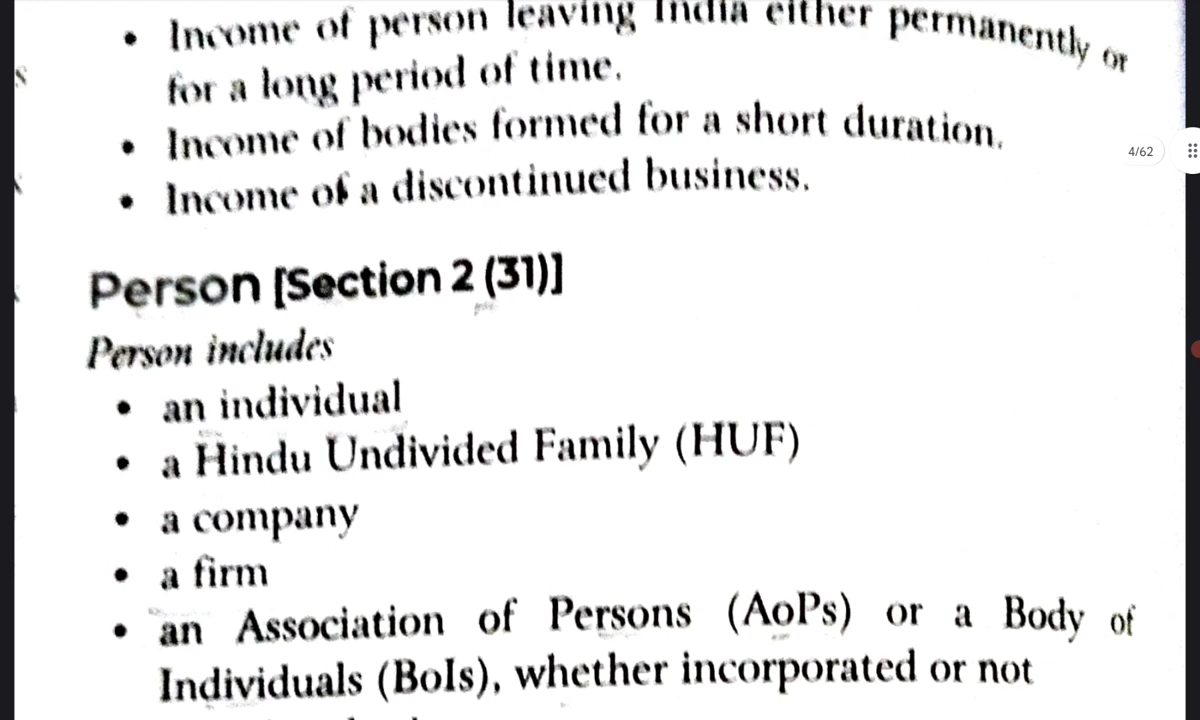 • Income of person leaving India either permanently or
for a long period of time.
• Income of bodies formed for a short duration.
• Income of a discontinued business.
4/62
Person [Section 2 (31)]
Person includes
• an individual
• a Hindu Undivided Family (HUF)
• a company
• a firm
• an Association of Persons (AoPs) or a Body of
Individuals (BoIs), whether incorporated or not